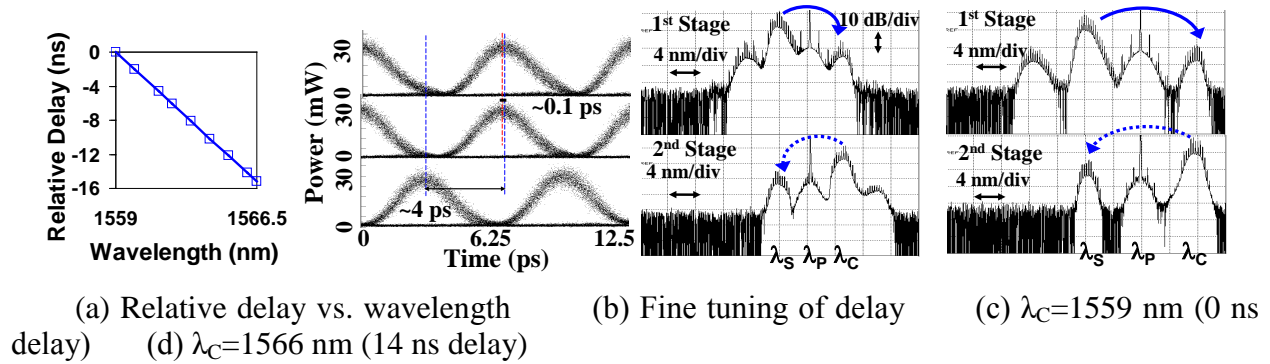 0
-4
-8
-12
-16
Relative Delay (ns)
1559 1566.5
Wavelength (nm)
30
0
30
0
30
0
Power (mW)
~0.1 ps
~4 ps
0 6.25 12.5
Time (ps)
1st Stage
4 nm/div
10 dB/div
2nd Stage
4 nm/div
λS λP λC
1st Stage
4 nm/div
2nd Stage
4 nm/div
λS λP λC
(a) Relative delay vs. wavelength (b) Fine tuning of delay (c) λC=1559 nm (0 ns
delay) (d) λC=1566 nm (14 ns delay)